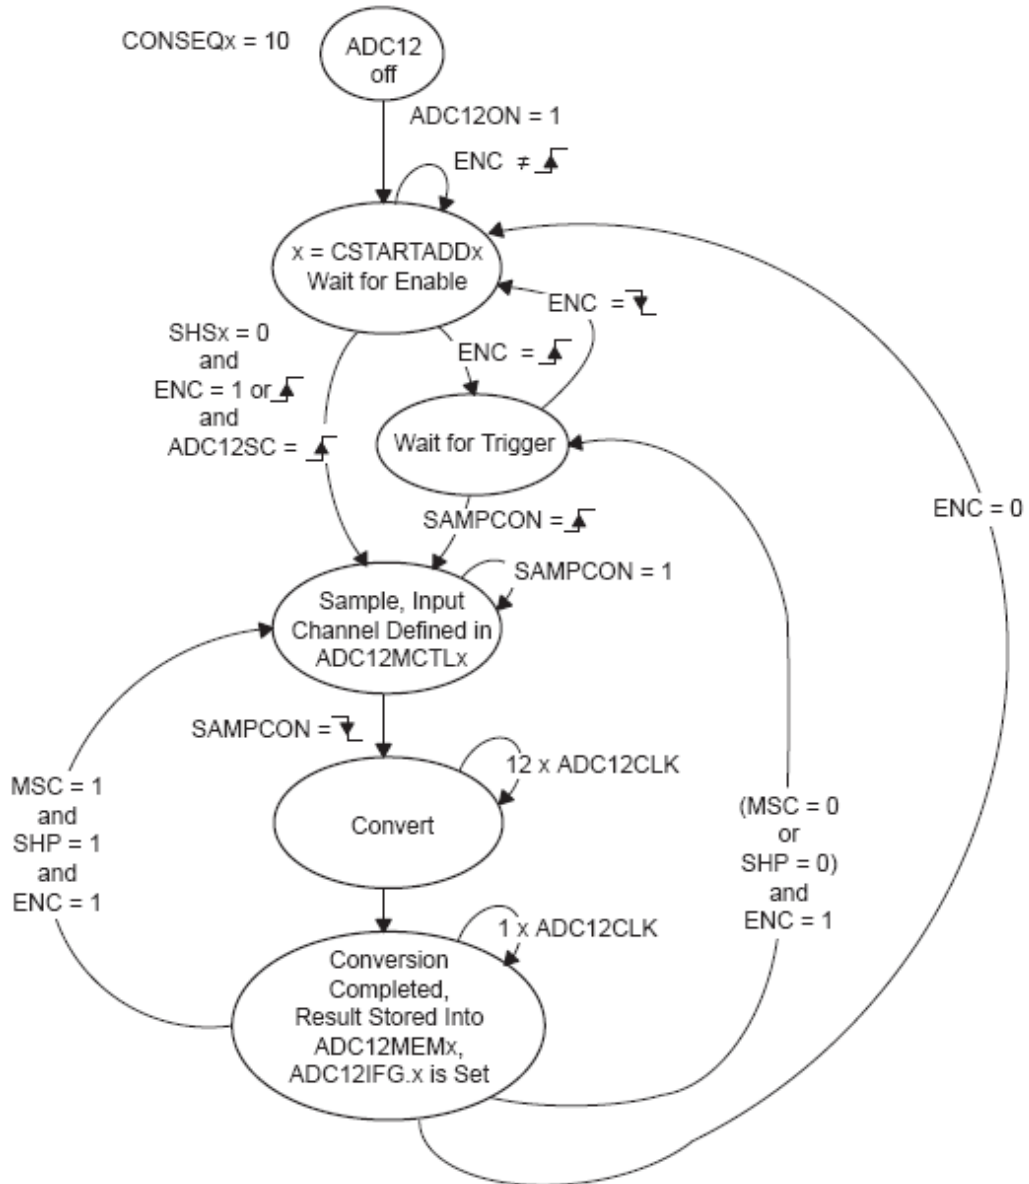 CONSEQx = 10
ADC12
off
ADC12ON = 1
ENC ≠
x = CSTARTADDx
Wait for Enable
ENC =
SHSx = 0
and
ENC = 1 or
and
ADC12SC =
ENC =
Wait for Trigger
ENC = 0
SAMPCON =
SAMPCON = 1
Sample, Input
Channel Defined in
ADC12MCTLx
SAMPCON =
12 x ADC12CLK
Convert
MSC = 1
and
SHP = 1
and
ENC = 1
(MSC = 0
or
SHP = 0)
and
ENC = 1
1 x ADC12CLK
Conversion
Completed,
Result Stored Into
ADC12MEMx,
ADC12IFG.x is Set